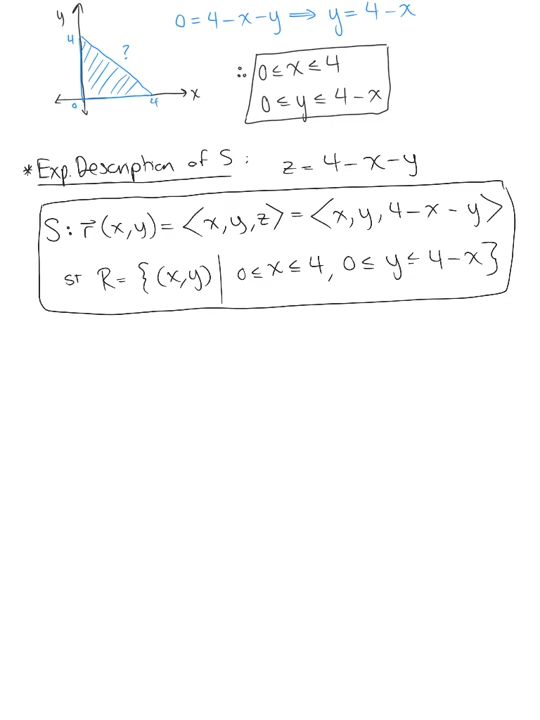 y
0 = 4 - x - y ⟹ y = 4 - x
4
?
∴ 0 ≤ x ≤ 4
0 ≤ y ≤ 4 - x
0 4 x
* Exp. Description of S : z = 4 - x - y
S : r⃗(x,y) = ⟨x, y, z⟩ = ⟨x, y, 4 - x - y⟩
st R = {(x,y) | 0 ≤ x ≤ 4, 0 ≤ y ≤ 4 - x}